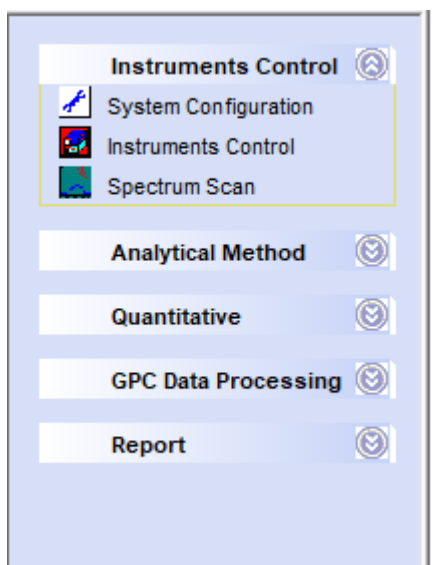 Instruments Control
System Configuration
Instruments Control
Spectrum Scan
Analytical Method
Quantitative
GPC Data Processing
Report